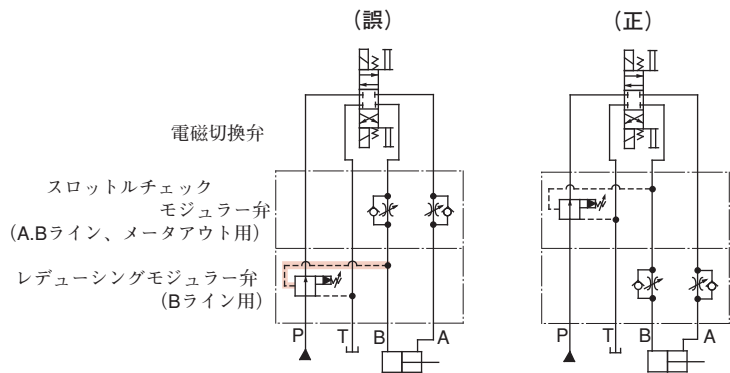 (誤)
(正)
電磁切換弁
スロットルチェック
モジュラー弁
(A.Bライン、メータアウト用)
レデューシングモジュラー弁
(Bライン用)
P T B A
P T B A